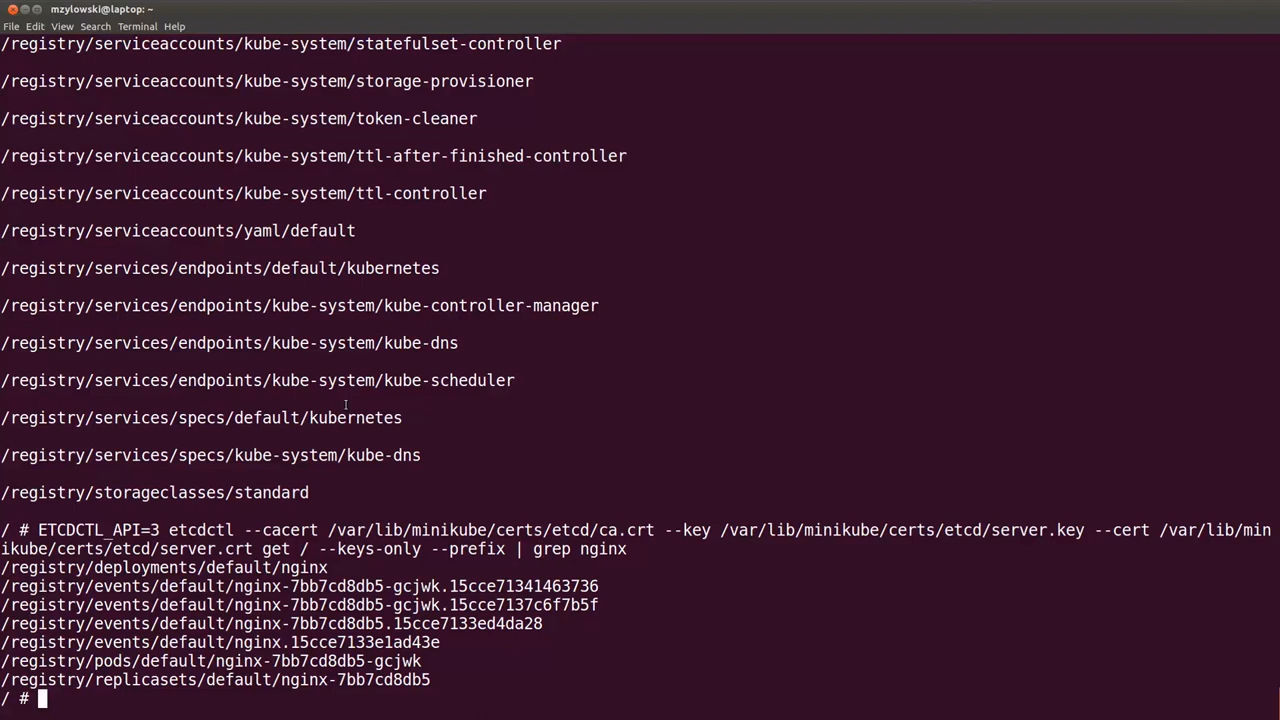 mzylowski@laptop: ~
File Edit View Search Terminal Help
/registry/serviceaccounts/kube-system/statefulset-controller
/registry/serviceaccounts/kube-system/storage-provisioner
/registry/serviceaccounts/kube-system/token-cleaner
/registry/serviceaccounts/kube-system/ttl-after-finished-controller
/registry/serviceaccounts/kube-system/ttl-controller
/registry/serviceaccounts/yaml/default
/registry/services/endpoints/default/kubernetes
/registry/services/endpoints/kube-system/kube-controller-manager
/registry/services/endpoints/kube-system/kube-dns
/registry/services/endpoints/kube-system/kube-scheduler
/registry/services/specs/default/kubernetes
/registry/services/specs/kube-system/kube-dns
/registry/storageclasses/standard
/ # ETCDCTL_API=3 etcdctl --cacert /var/lib/minikube/certs/etcd/ca.crt --key /var/lib/minikube/certs/etcd/server.key --cert /var/lib/min
ikube/certs/etcd/server.crt get / --keys-only --prefix | grep nginx
/registry/deployments/default/nginx
/registry/events/default/nginx-7bb7cd8db5-gcjwk.15cce71341463736
/registry/events/default/nginx-7bb7cd8db5-gcjwk.15cce7137c6f7b5f
/registry/events/default/nginx-7bb7cd8db5.15cce7133ed4da28
/registry/events/default/nginx.15cce7133e1ad43e
/registry/pods/default/nginx-7bb7cd8db5-gcjwk
/registry/replicasets/default/nginx-7bb7cd8db5
/ #